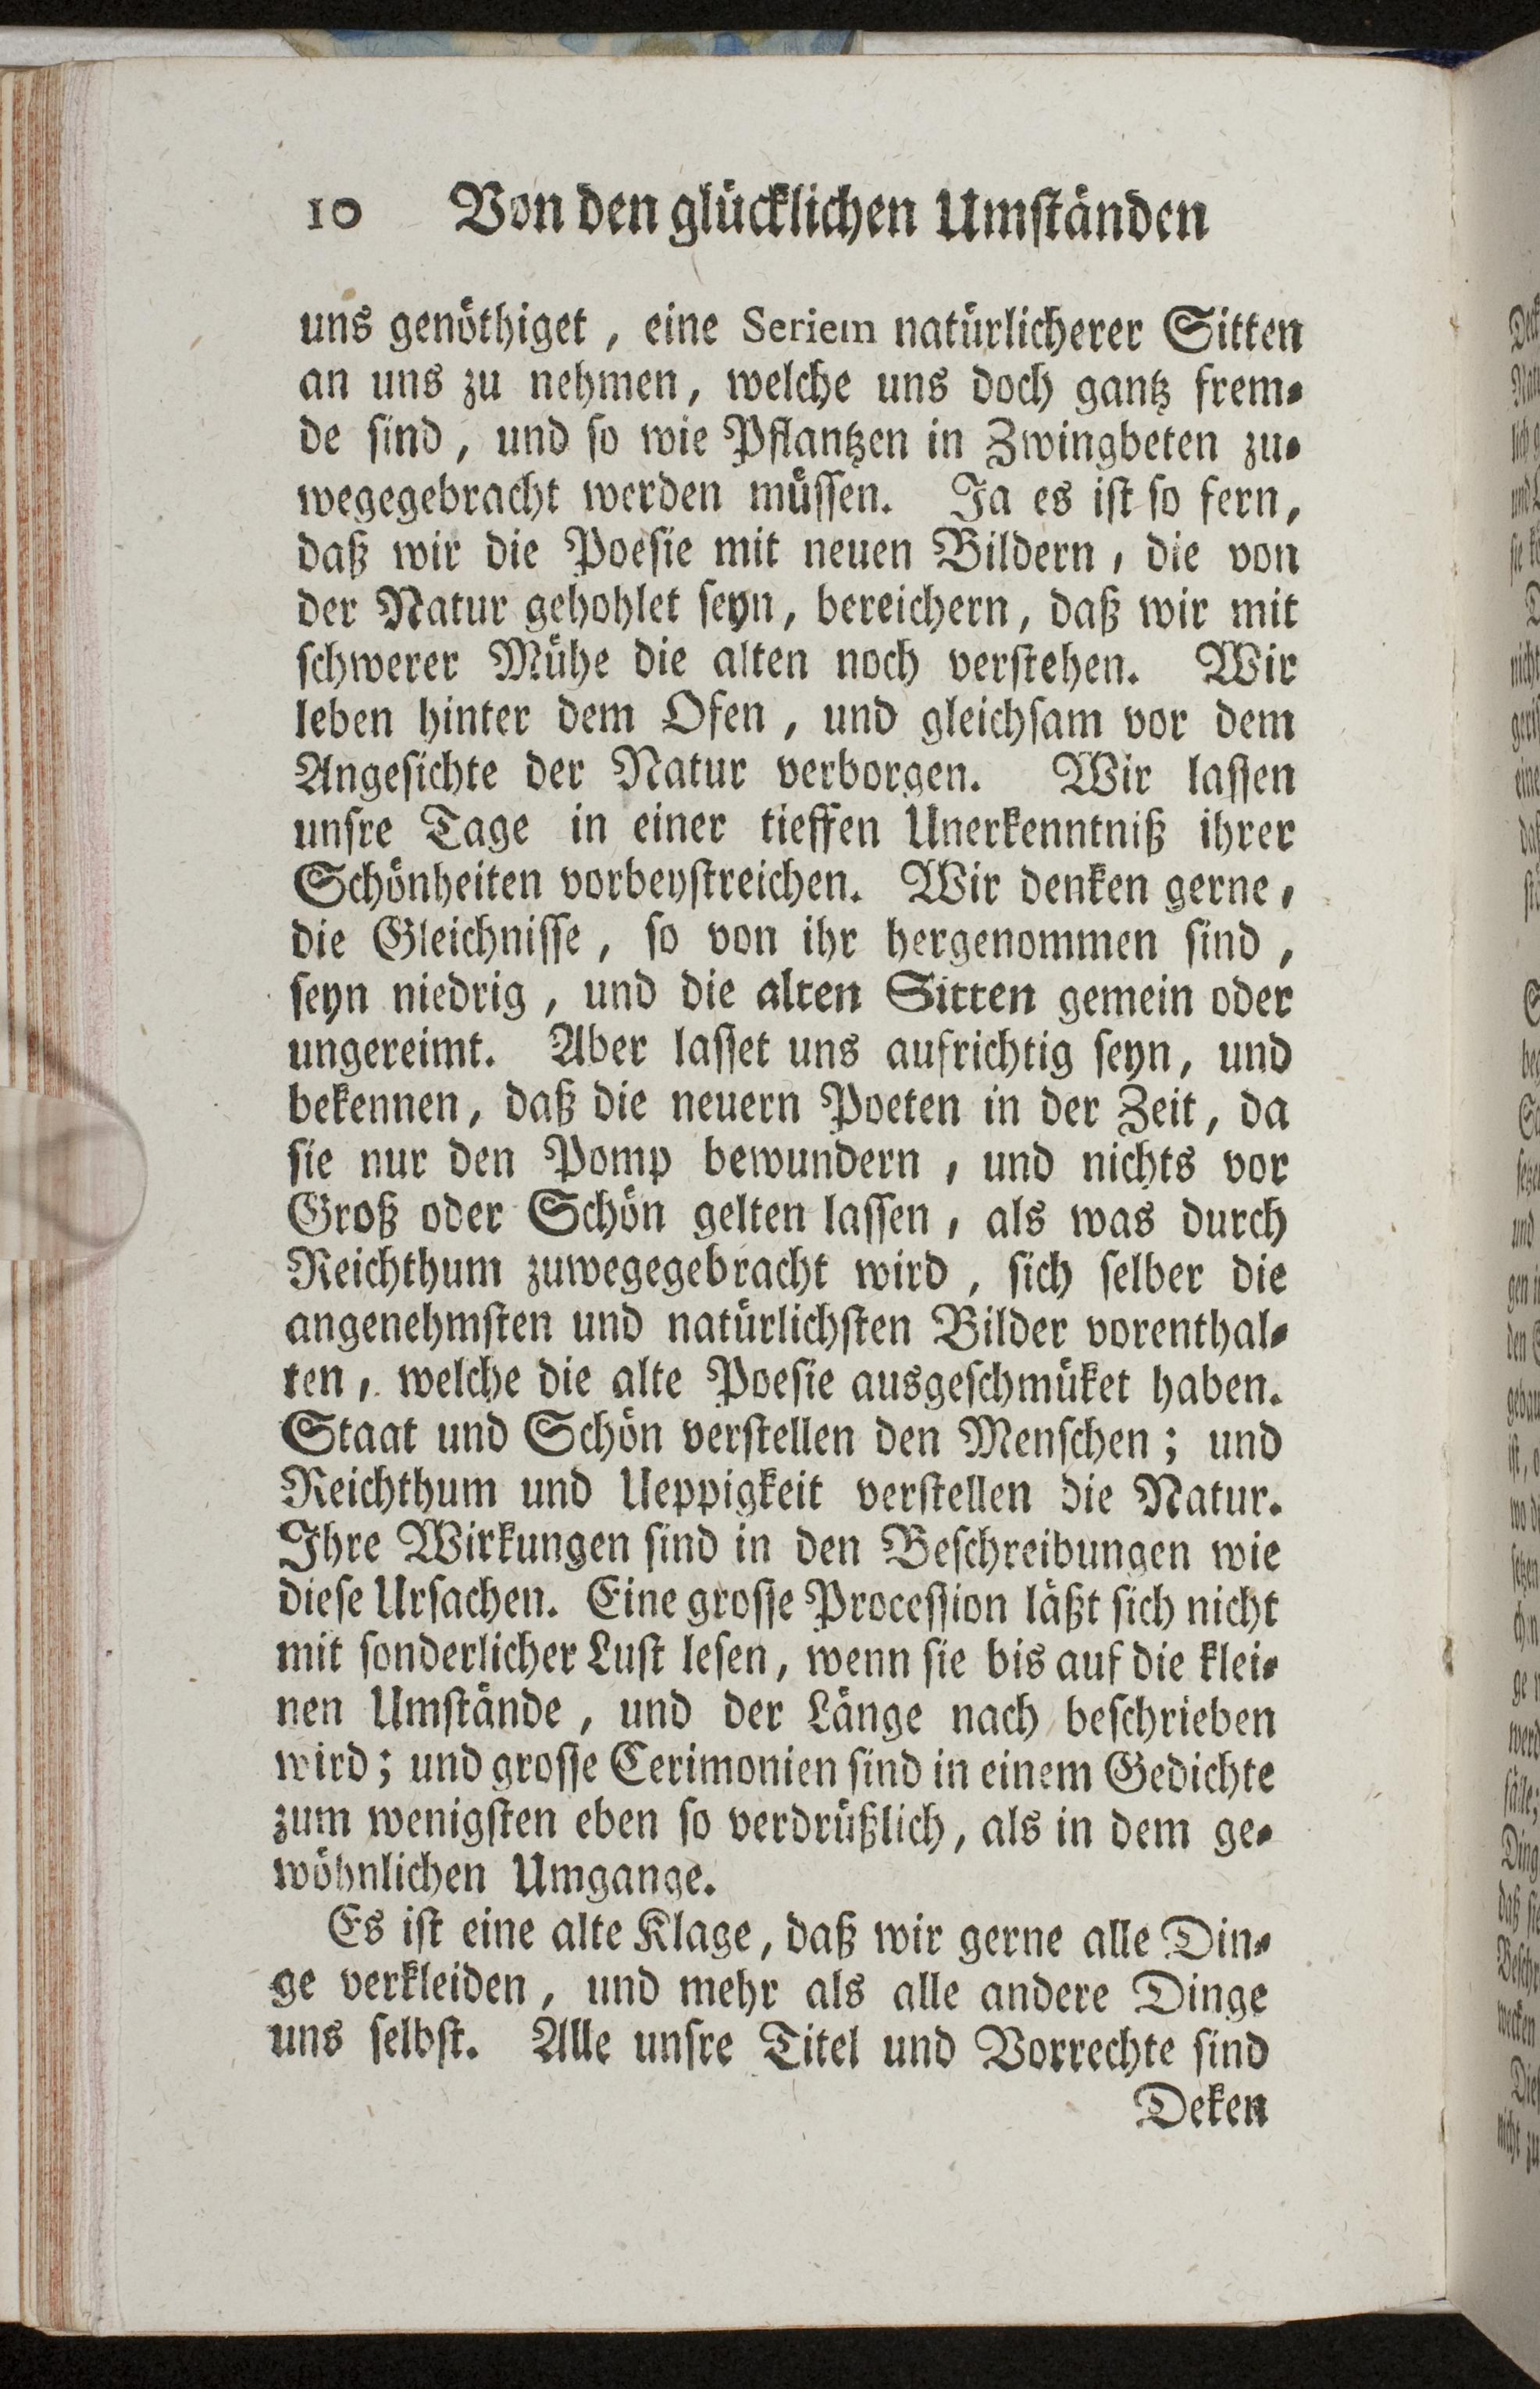 10 Von den glücklichen Umständen
uns genöthiget, eine Seriem natürlicherer Sitten
an uns zu nehmen, welche uns doch gantz frem⸗
de sind, und so wie Pflantzen in Zwingbeten zu⸗
wegegebracht werden müssen. Ja es ist so fern,
daß wir die Poesie mit neuen Bildern, die von
der Natur gehohlet seyn, bereichern, daß wir mit
schwerer Mühe die alten noch verstehen. Wir
leben hinter dem Ofen, und gleichsam vor dem
Angesichte der Natur verborgen. Wir lassen
unsre Tage in einer tieffen Unerkenntniß ihrer
Schönheiten vorbeystreichen. Wir denken gerne,
die Gleichnisse, so von ihr hergenommen sind,
seyn niedrig, und die alten Sitten gemein oder
ungereimt. Aber lasset uns aufrichtig seyn, und
bekennen, daß die neuern Poeten in der Zeit, da
sie nur den Pomp bewundern, und nichts vor
Groß oder Schön gelten lassen, als was durch
Reichthum zuwegegebracht wird, sich selber die
angenehmsten und natürlichsten Bilder vorenthal⸗
ten, welche die alte Poesie ausgeschmüket haben.
Staat und Schön verstellen den Menschen; und
Reichthum und Ueppigkeit verstellen die Natur.
Ihre Wirkungen sind in den Beschreibungen wie
diese Ursachen. Eine grosse Procession läßt sich nicht
mit sonderlicher Lust lesen, wenn sie bis auf die klei⸗
nen Umstände, und der Länge nach beschrieben
wird; und grosse Cerimonien sind in einem Gedichte
zum wenigsten eben so verdrüßlich, als in dem ge⸗
wöhnlichen Umgange.
Es ist eine alte Klage, daß wir gerne alle Din⸗
ge verkleiden, und mehr als alle andere Dinge
uns selbst. Alle unsre Titel und Vorrechte sind
Deken